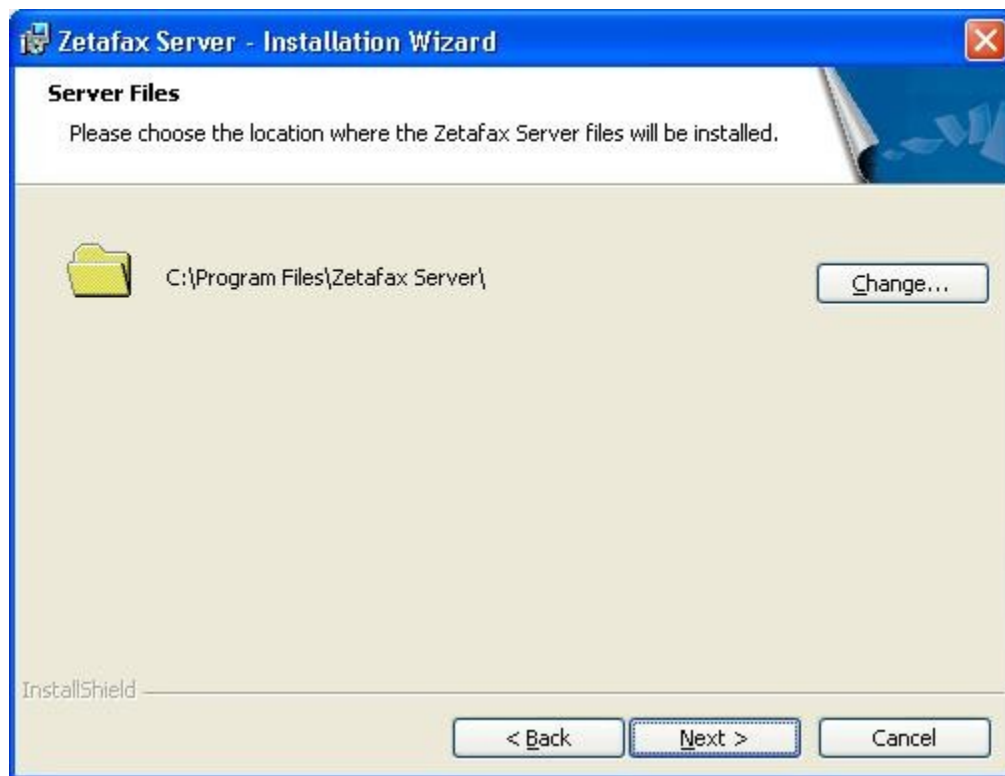 Zetafax Server - Installation Wizard
Server Files
Please choose the location where the Zetafax Server files will be installed.
C:\Program Files\Zetafax Server\
Change...
InstallShield
< Back
Next >
Cancel